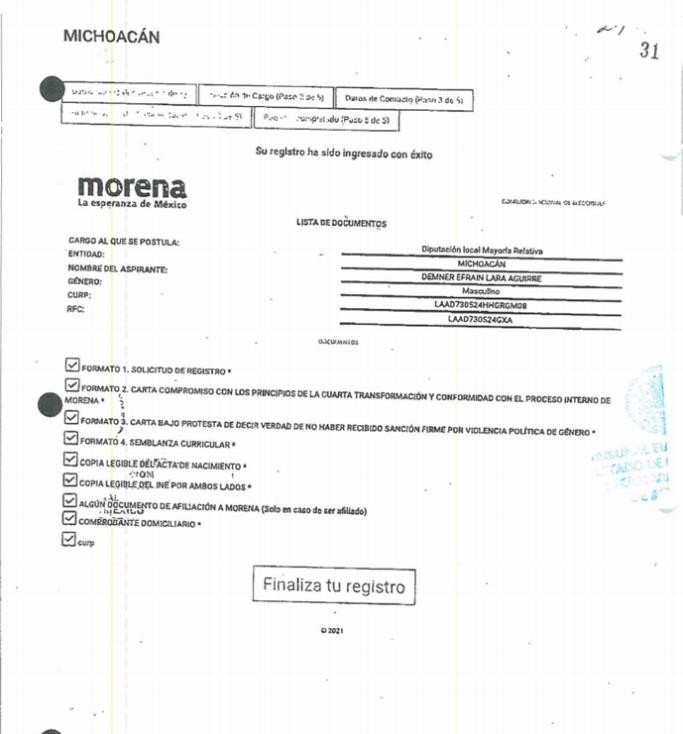 MICHOACÁN
31
de Cargo (Paso 2 de 5)
Datos de Contacto (Paso 3 de 5)
(Paso 5 de 5)
Su registro ha sido ingresado con éxito
morena
La esperanza de México
LISTA DE DOCUMENTOS
CARGO AL QUE SE POSTULA: Diputación local Mayoría Relativa
ENTIDAD: MICHOACÁN
NOMBRE DEL ASPIRANTE: DEMNER EFRAIN LARA AGUIRRE
GÉNERO: Masculino
CURP: LAAD730524HHGRGM08
RFC: LAAD730524GXA
DOCUMENTOS
FORMATO 1. SOLICITUD DE REGISTRO *
FORMATO 2. CARTA COMPROMISO CON LOS PRINCIPIOS DE LA CUARTA TRANSFORMACIÓN Y CONFORMIDAD CON EL PROCESO INTERNO DE
MORENA *
FORMATO 3. CARTA BAJO PROTESTA DE DECIR VERDAD DE NO HABER RECIBIDO SANCIÓN FIRME POR VIOLENCIA POLÍTICA DE GÉNERO *
FORMATO 4. SEMBLANZA CURRICULAR *
COPIA LEGIBLE DEL ACTA DE NACIMIENTO *
COPIA LEGIBLE DEL INE POR AMBOS LADOS *
ALGÚN DOCUMENTO DE AFILIACIÓN A MORENA (Solo en caso de ser afiliado)
COMPROBANTE DOMICILIARIO *
curp
Finaliza tu registro
© 2021